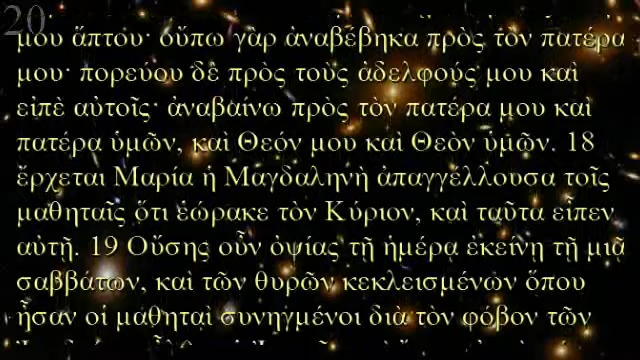 20
μου ἅπτου· οὔπω γὰρ ἀναβέβηκα πρὸς τὸν πατέρα
μου· πορεύου δὲ πρὸς τοὺς ἀδελφούς μου καὶ
εἰπὲ αὐτοῖς· ἀναβαίνω πρὸς τὸν πατέρα μου καὶ
πατέρα ὑμῶν, καὶ Θεόν μου καὶ Θεὸν ὑμῶν. 18
ἔρχεται Μαρία ἡ Μαγδαληνὴ ἀπαγγέλλουσα τοῖς
μαθηταῖς ὅτι ἑώρακε τὸν Κύριον, καὶ ταῦτα εἶπεν
αὐτῇ. 19 Οὔσης οὖν ὀψίας τῇ ἡμέρᾳ ἐκείνῃ τῇ μιᾷ
σαββάτων, καὶ τῶν θυρῶν κεκλεισμένων ὅπου
ἦσαν οἱ μαθηταὶ συνηγμένοι διὰ τὸν φόβον τῶν